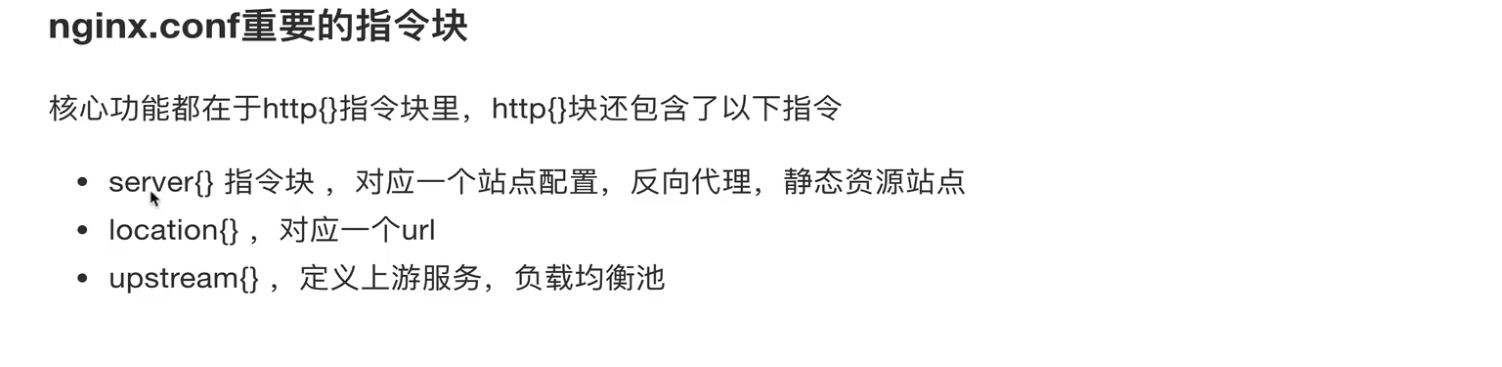 nginx.conf重要的指令块
核心功能都在于http{}指令块里，http{}块还包含了以下指令
• server{} 指令块 ，对应一个站点配置，反向代理，静态资源站点
• location{} ，对应一个url
• upstream{} ，定义上游服务，负载均衡池